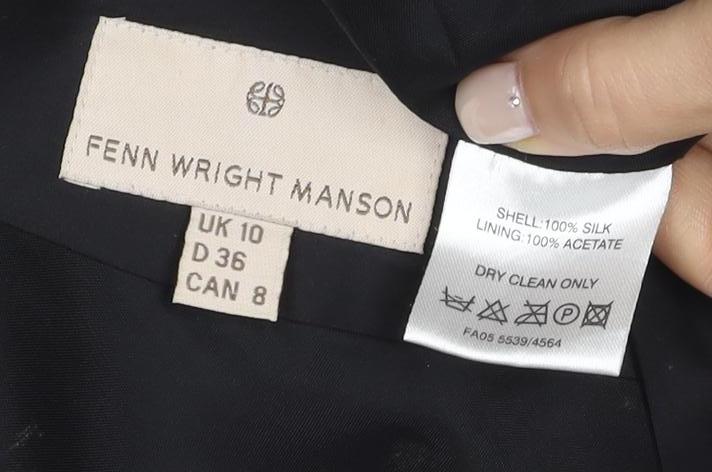 FENN WRIGHT MANSON
UK 10
D 36
CAN 8
SHELL:100% SILK
LINING:100% ACETATE
DRY CLEAN ONLY
P
FA05 5539/4564